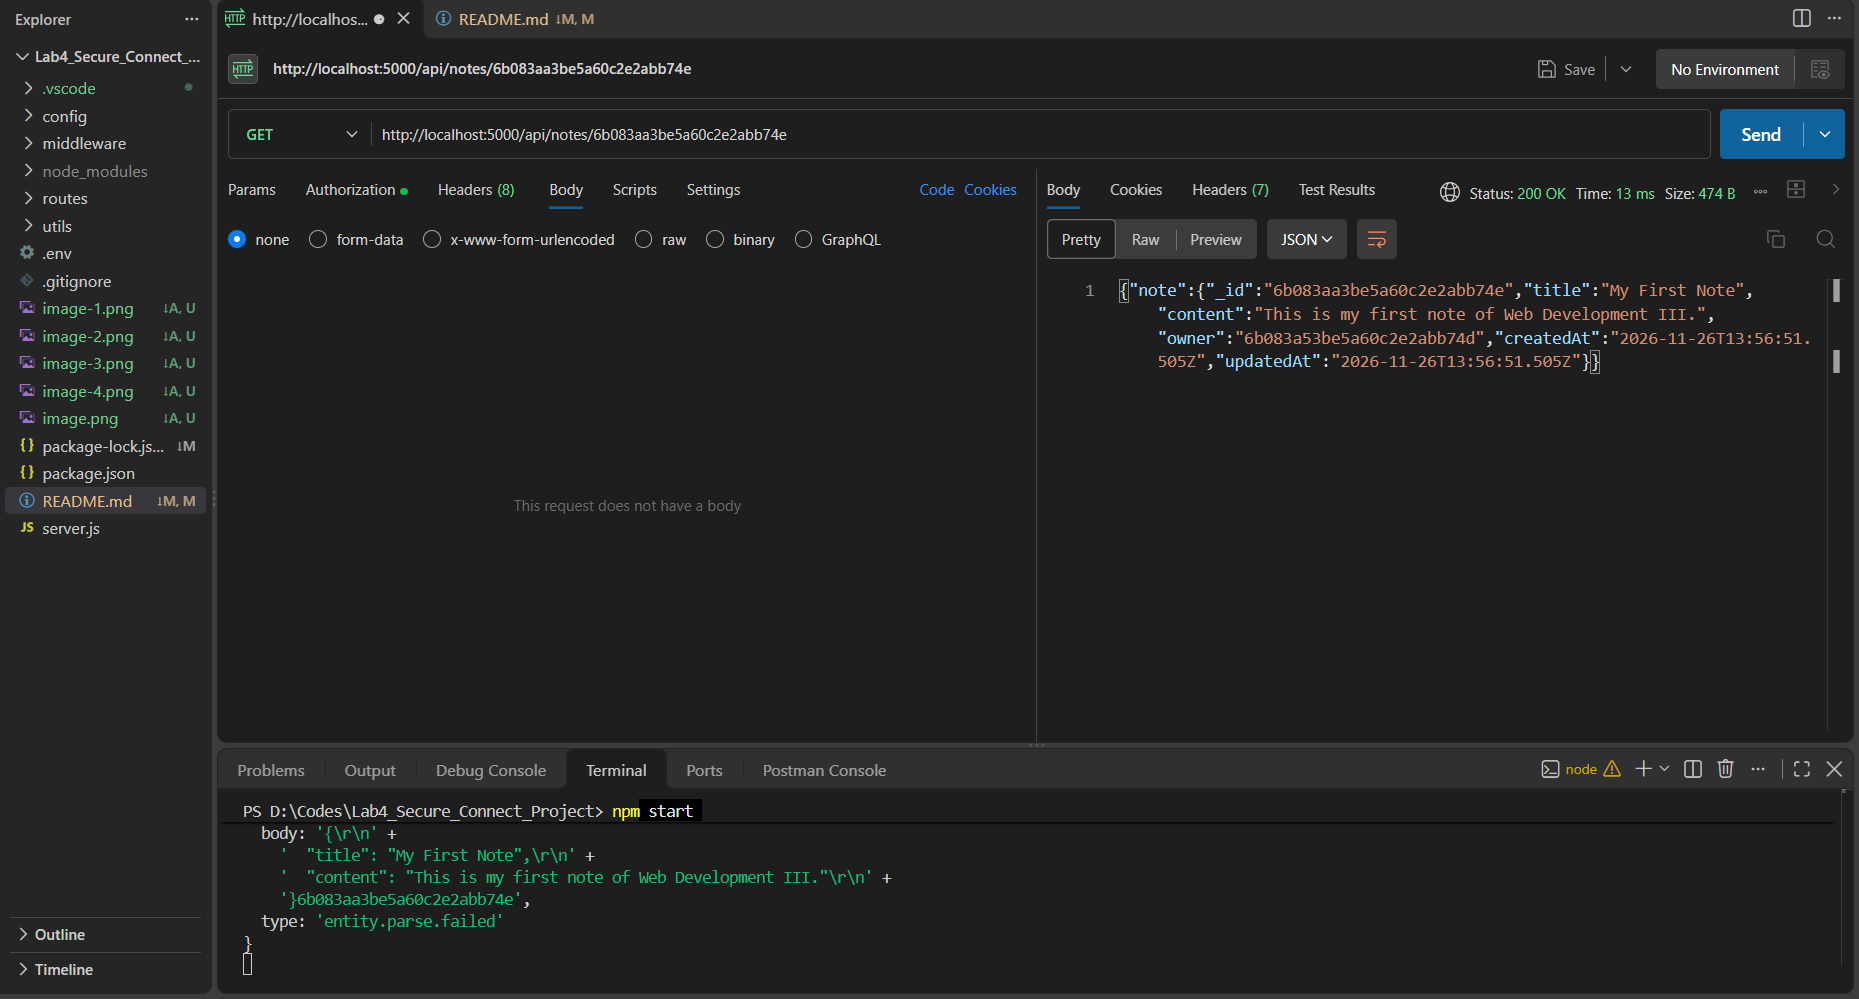 Explorer
Lab4_Secure_Connect_...
.vscode
config
middleware
node_modules
routes
utils
.env
.gitignore
image-1.png ↓A, U
image-2.png ↓A, U
image-3.png ↓A, U
image-4.png ↓A, U
image.png ↓A, U
package-lock.js... ↓M
package.json
README.md ↓M, M
JS server.js
Outline
Timeline
HTTP http://localhos...
README.md ↓M, M
HTTP http://localhost:5000/api/notes/6b083aa3be5a60c2e2abb74e
Save
No Environment
GET http://localhost:5000/api/notes/6b083aa3be5a60c2e2abb74e
Send
Params Authorization Headers (8) Body Scripts Settings Code Cookies
none form-data x-www-form-urlencoded raw binary GraphQL
This request does not have a body
Body Cookies Headers (7) Test Results Status: 200 OK Time: 13 ms Size: 474 B
Pretty Raw Preview JSON
1 {"note":{"_id":"6b083aa3be5a60c2e2abb74e","title":"My First Note",
"content":"This is my first note of Web Development III.",
"owner":"6b083a53be5a60c2e2abb74d","createdAt":"2026-11-26T13:56:51.
505Z","updatedAt":"2026-11-26T13:56:51.505Z"}}
Problems Output Debug Console Terminal Ports Postman Console
node
PS D:\Codes\Lab4_Secure_Connect_Project> npm start
body: '{\r\n' +
' "title": "My First Note",\r\n' +
' "content": "This is my first note of Web Development III."\r\n' +
'}6b083aa3be5a60c2e2abb74e',
type: 'entity.parse.failed'
}